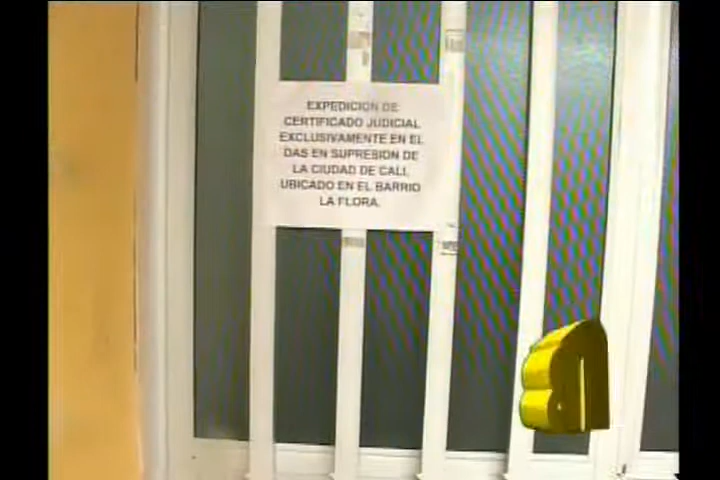 EXPEDICION DE
CERTIFICADO JUDICIAL
EXCLUSIVAMENTE EN EL
DAS EN SUPRESION DE
LA CIUDAD DE CALI,
UBICADO EN EL BARRIO
LA FLORA.